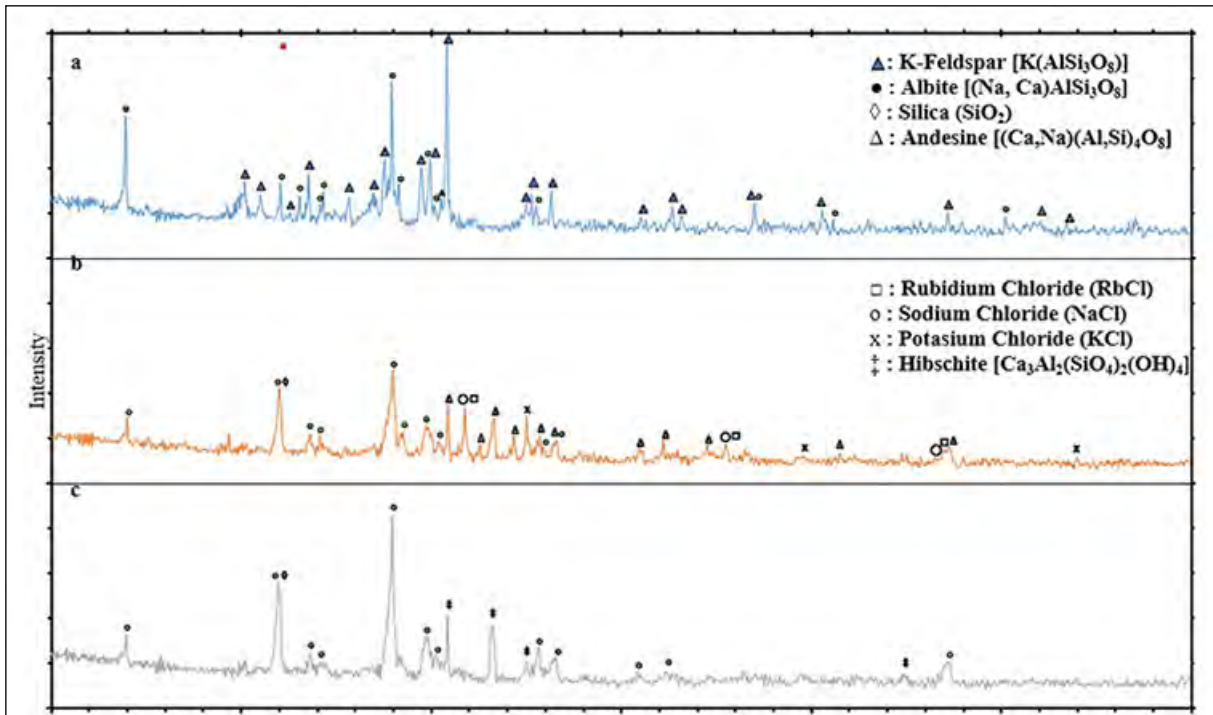 a
▲: K-Feldspar [K(AlSi₃O₈)]
● : Albite [(Na, Ca)AlSi₃O₈]
◊ : Silica (SiO₂)
△ : Andesine [(Ca,Na)(Al,Si)₄O₈]
b
□ : Rubidium Chloride (RbCl)
○ : Sodium Chloride (NaCl)
x : Potasium Chloride (KCl)
‡ : Hibschite [Ca₃Al₂(SiO₄)₂(OH)₄]
Intensity
c